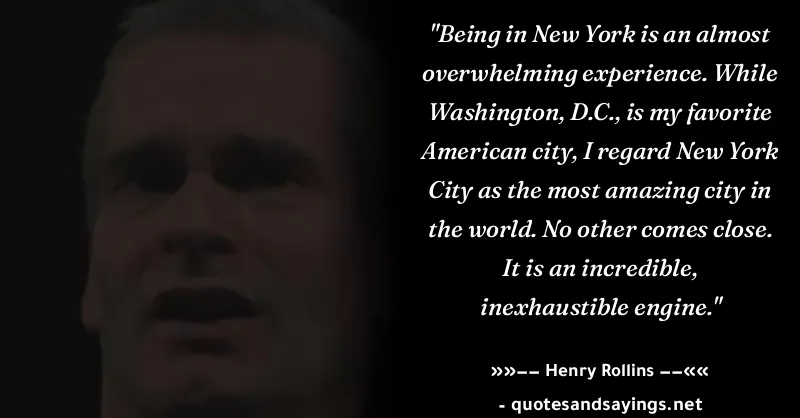 "Being in New York is an almost
overwhelming experience. While
Washington, D.C., is my favorite
American city, I regard New York
City as the most amazing city in
the world. No other comes close.
It is an incredible,
inexhaustible engine."
»»−− Henry Rollins −−««
- quotesandsayings.net